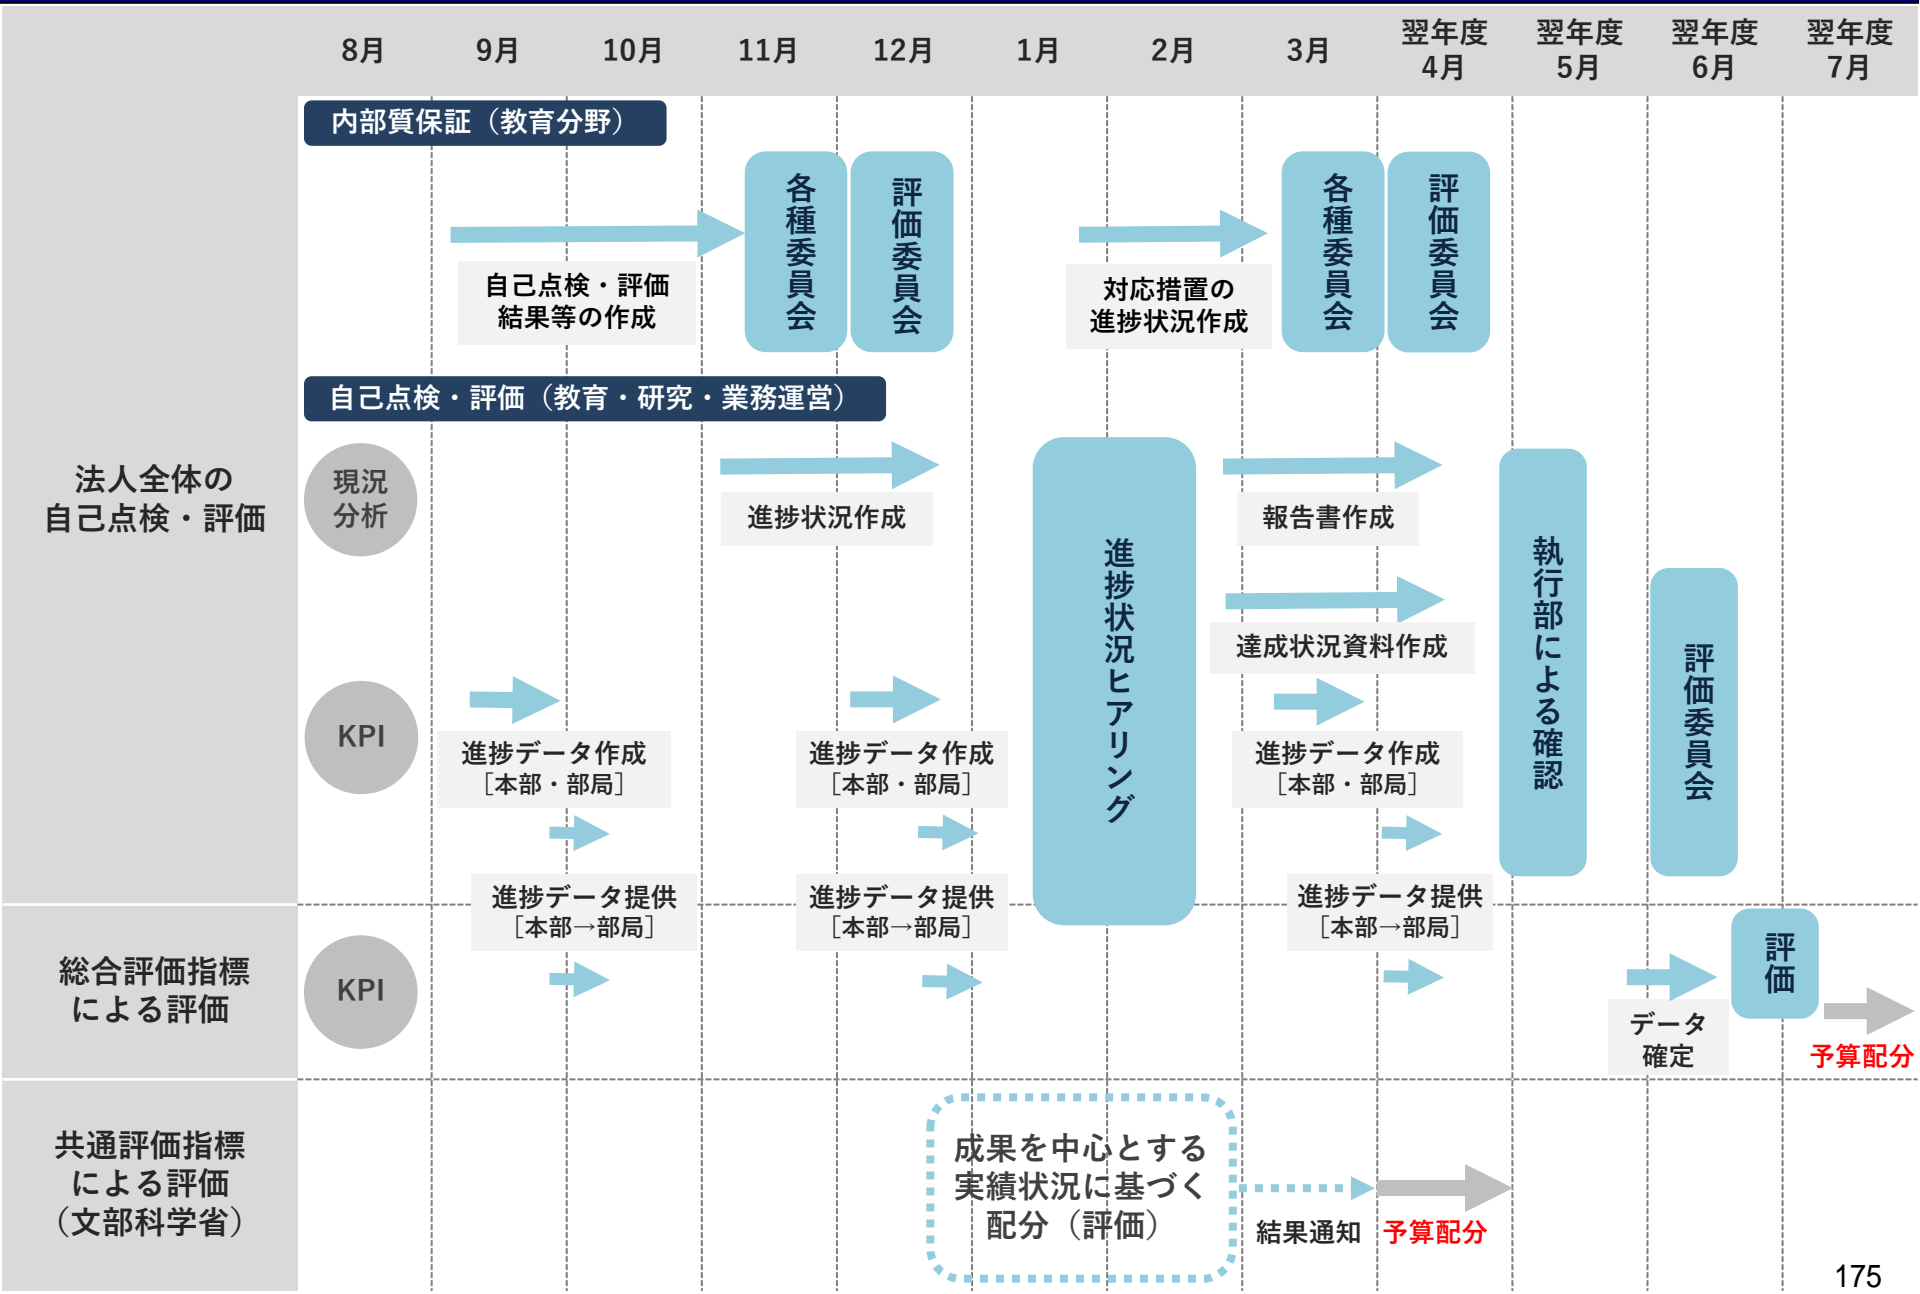 8月
9月
10月
11月
12月
1月
2月
3月
翌年度
4月
翌年度
5月
翌年度
6月
翌年度
7月
法人全体の
自己点検・評価
内部質保証（教育分野）
自己点検・評価
結果等の作成
各種委員会
評価委員会
対応措置の
進捗状況作成
各種委員会
評価委員会
自己点検・評価（教育・研究・業務運営）
現況
分析
進捗状況作成
進捗状況ヒアリング
報告書作成
達成状況資料作成
執行部による確認
評価委員会
KPI
進捗データ作成
［本部・部局］
進捗データ作成
［本部・部局］
進捗データ作成
［本部・部局］
進捗データ提供
［本部→部局］
進捗データ提供
［本部→部局］
進捗データ提供
［本部→部局］
総合評価指標
による評価
KPI
データ
確定
評価
予算配分
共通評価指標
による評価
（文部科学省）
成果を中心とする
実績状況に基づく
配分（評価）
結果通知
予算配分
175